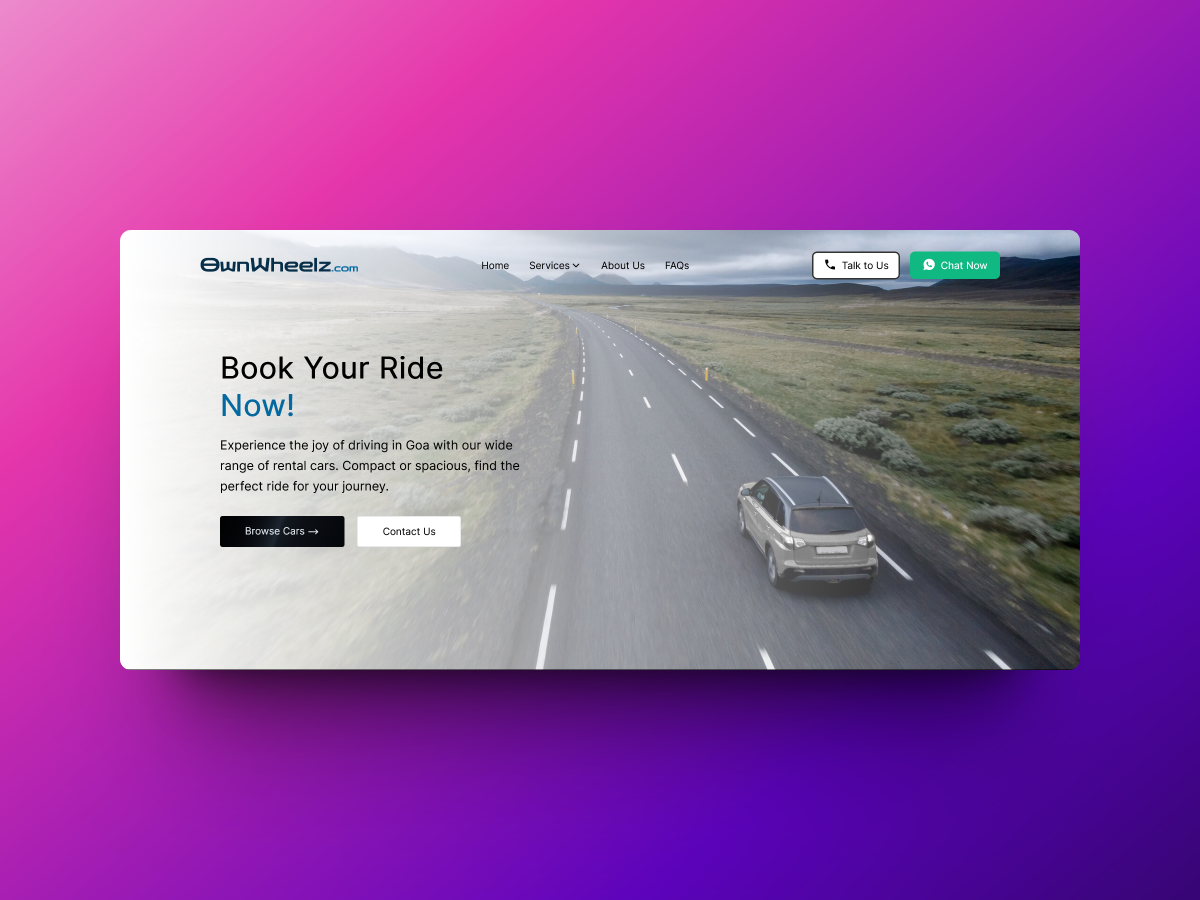 OwnWheelz.com
Home Services About Us FAQs
Talk to Us
Chat Now
Book Your Ride
Now!
Experience the joy of driving in Goa with our wide
range of rental cars. Compact or spacious, find the
perfect ride for your journey.
Browse Cars →
Contact Us